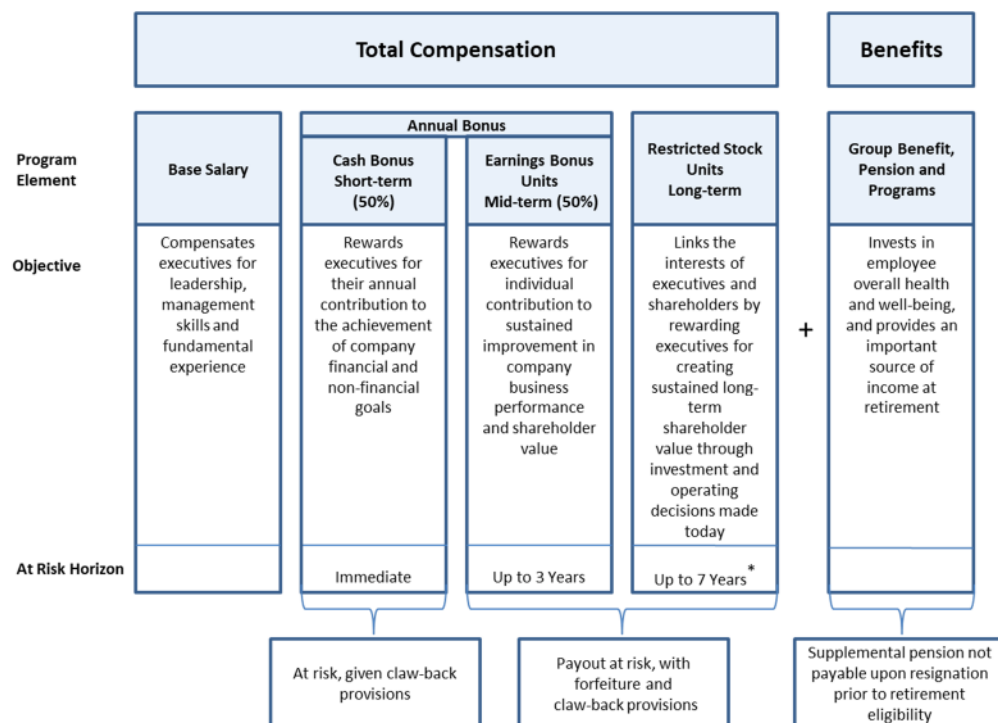 Total Compensation
Benefits
Program
Element
Base Salary
Annual Bonus
Cash Bonus
Short-term
(50%)
Earnings Bonus
Units
Mid-term (50%)
Restricted Stock
Units
Long-term
Group Benefit,
Pension and
Programs
Objective
Compensates
executives for
leadership,
management
skills and
fundamental
experience
Rewards
executives for
their annual
contribution to
the achievement
of company
financial and
non-financial
goals
Rewards
executives for
individual
contribution to
sustained
improvement in
company
business
performance
and shareholder
value
Links the
interests of
executives and
shareholders by
rewarding
executives for
creating
sustained long-
term
shareholder
value through
investment and
operating
decisions made
today
+
Invests in
employee
overall health
and well-being,
and provides an
important
source of
income at
retirement
At Risk Horizon
Immediate
Up to 3 Years
Up to 7 Years*
At risk, given claw-back
provisions
Payout at risk, with
forfeiture and
claw-back provisions
Supplemental pension not
payable upon resignation
prior to retirement
eligibility